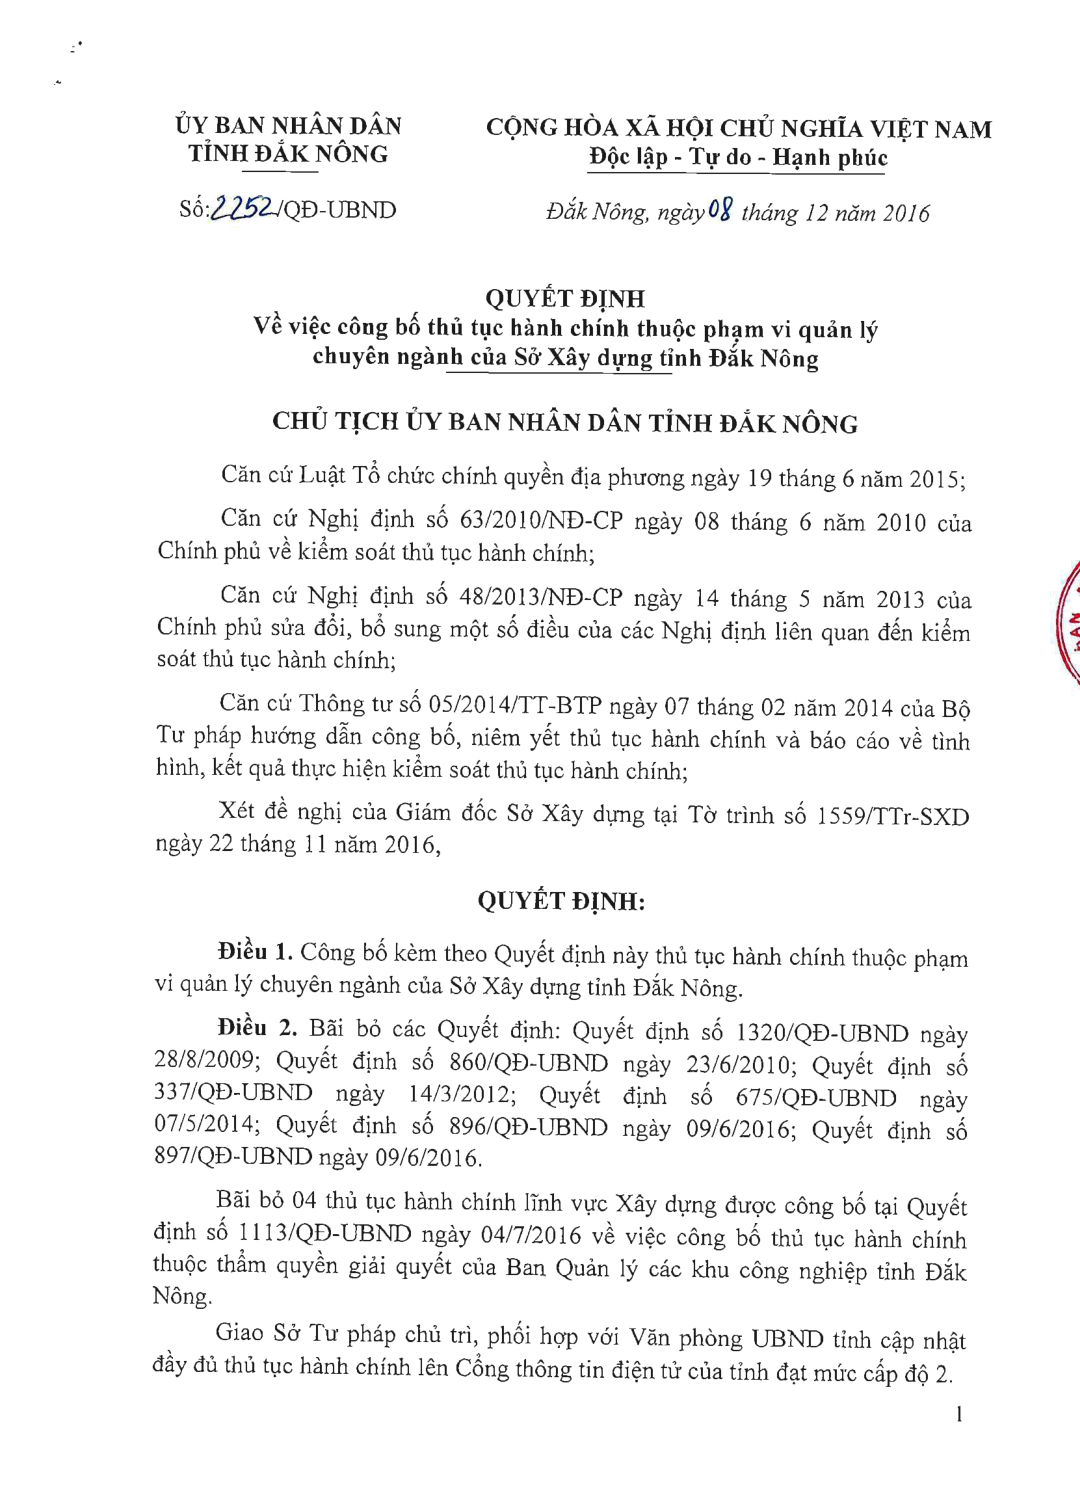 ỦY BAN NHÂN DÂN
TỈNH ĐẮK NÔNG
CỘNG HÒA XÃ HỘI CHỦ NGHĨA VIỆT NAM
Độc lập - Tự do - Hạnh phúc
Số:2252/QĐ-UBND
Đắk Nông, ngày 08 tháng 12 năm 2016
QUYẾT ĐỊNH
Về việc công bố thủ tục hành chính thuộc phạm vi quản lý
chuyên ngành của Sở Xây dựng tỉnh Đắk Nông
CHỦ TỊCH ỦY BAN NHÂN DÂN TỈNH ĐẮK NÔNG
Căn cứ Luật Tổ chức chính quyền địa phương ngày 19 tháng 6 năm 2015;
Căn cứ Nghị định số 63/2010/NĐ-CP ngày 08 tháng 6 năm 2010 của
Chính phủ về kiểm soát thủ tục hành chính;
Căn cứ Nghị định số 48/2013/NĐ-CP ngày 14 tháng 5 năm 2013 của
Chính phủ sửa đổi, bổ sung một số điều của các Nghị định liên quan đến kiểm
soát thủ tục hành chính;
Căn cứ Thông tư số 05/2014/TT-BTP ngày 07 tháng 02 năm 2014 của Bộ
Tư pháp hướng dẫn công bố, niêm yết thủ tục hành chính và báo cáo về tình
hình, kết quả thực hiện kiểm soát thủ tục hành chính;
Xét đề nghị của Giám đốc Sở Xây dựng tại Tờ trình số 1559/TTr-SXD
ngày 22 tháng 11 năm 2016,
QUYẾT ĐỊNH:
Điều 1. Công bố kèm theo Quyết định này thủ tục hành chính thuộc phạm
vi quản lý chuyên ngành của Sở Xây dựng tỉnh Đắk Nông.
Điều 2. Bãi bỏ các Quyết định: Quyết định số 1320/QĐ-UBND ngày
28/8/2009; Quyết định số 860/QĐ-UBND ngày 23/6/2010; Quyết định số
337/QĐ-UBND ngày 14/3/2012; Quyết định số 675/QĐ-UBND ngày
07/5/2014; Quyết định số 896/QĐ-UBND ngày 09/6/2016; Quyết định số
897/QĐ-UBND ngày 09/6/2016.
Bãi bỏ 04 thủ tục hành chính lĩnh vực Xây dựng được công bố tại Quyết
định số 1113/QĐ-UBND ngày 04/7/2016 về việc công bố thủ tục hành chính
thuộc thẩm quyền giải quyết của Ban Quản lý các khu công nghiệp tỉnh Đắk
Nông.
Giao Sở Tư pháp chủ trì, phối hợp với Văn phòng UBND tỉnh cập nhật
đầy đủ thủ tục hành chính lên Cổng thông tin điện tử của tỉnh đạt mức cấp độ 2.
1